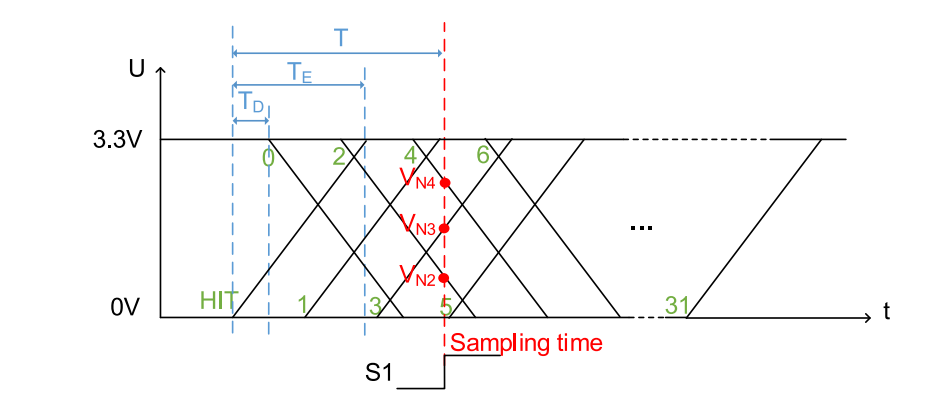 T
U
T_E
T_D
3.3V
0 2 4 6
V_N4
V_N3
...
V_N2
HIT 1 3 5 31
0V
t
Sampling time
S1